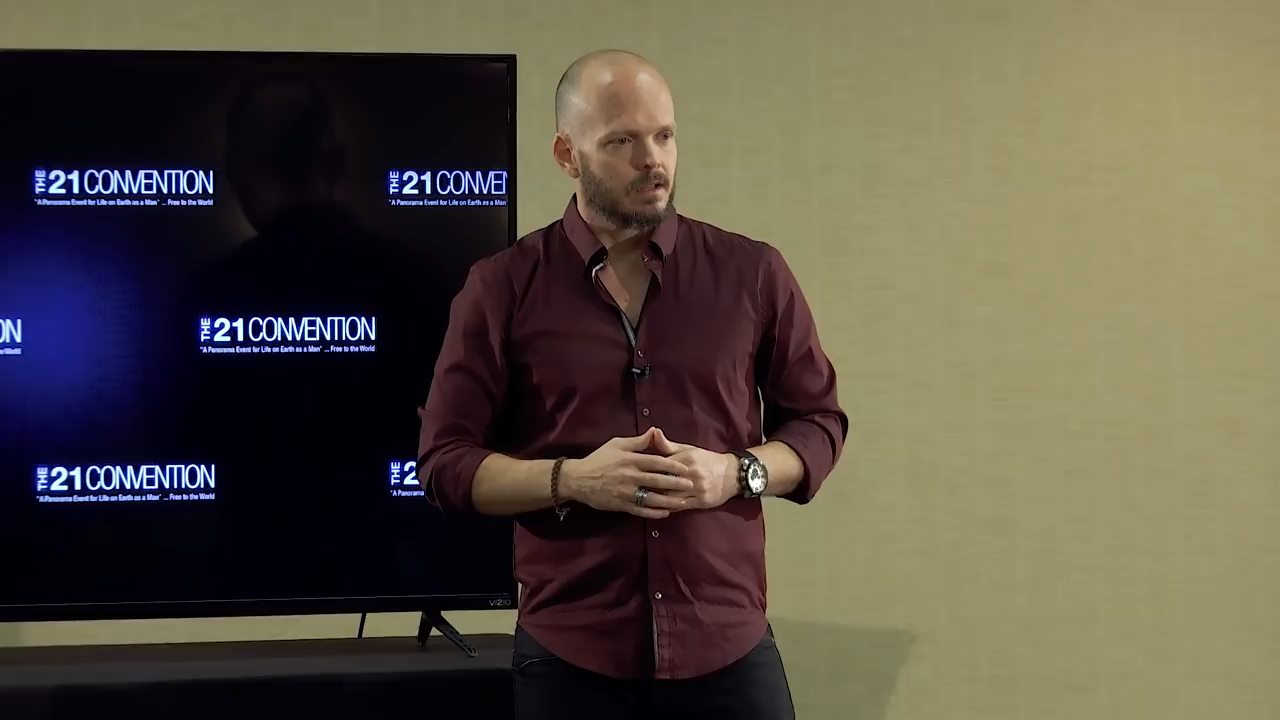 THE 21 CONVENTION
"A Panorama Event for Life on Earth as a Man" ... Free to the World
THE 21 CONVEN
"A Panorama Event for Life on Earth as a
ON
THE 21 CONVENTION
"A Panorama Event for Life on Earth as a Man" ... Free to the World
THE 21 CONVENTION
"A Panorama Event for Life on Earth as a Man" ... Free to the World
THE 2
"A Pano
VIZIO